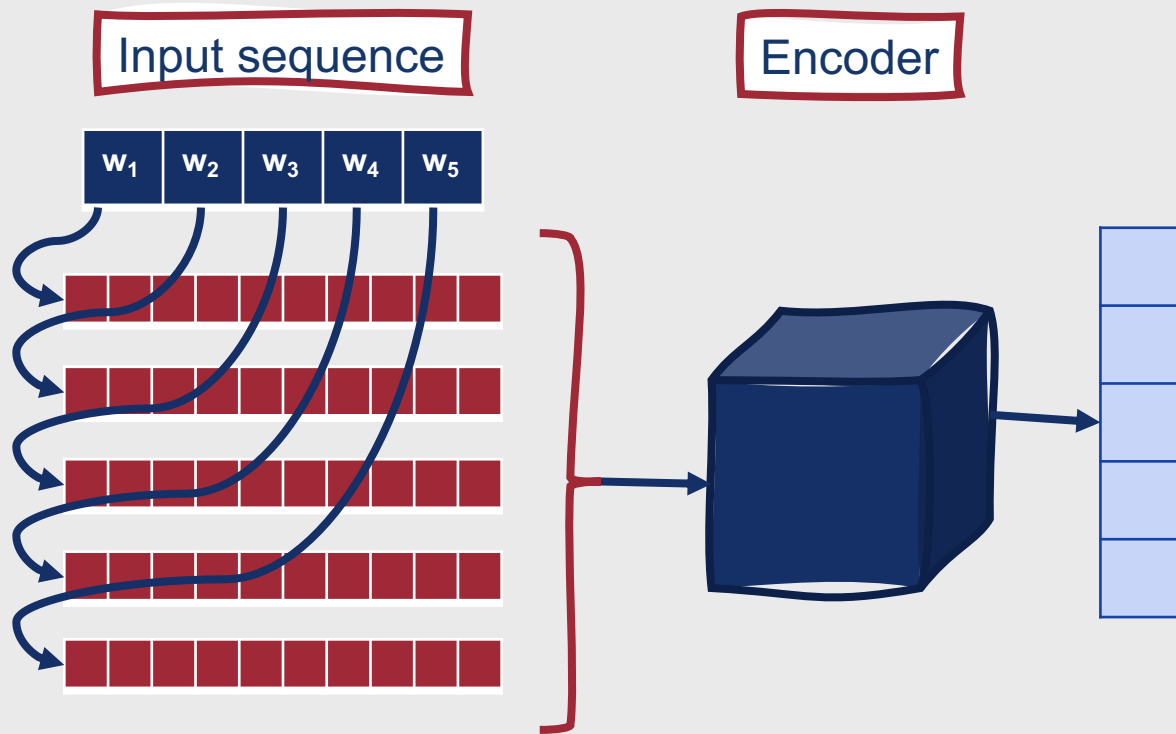 Input sequence
Encoder
w₁ w₂ w₃ w₄ w₅